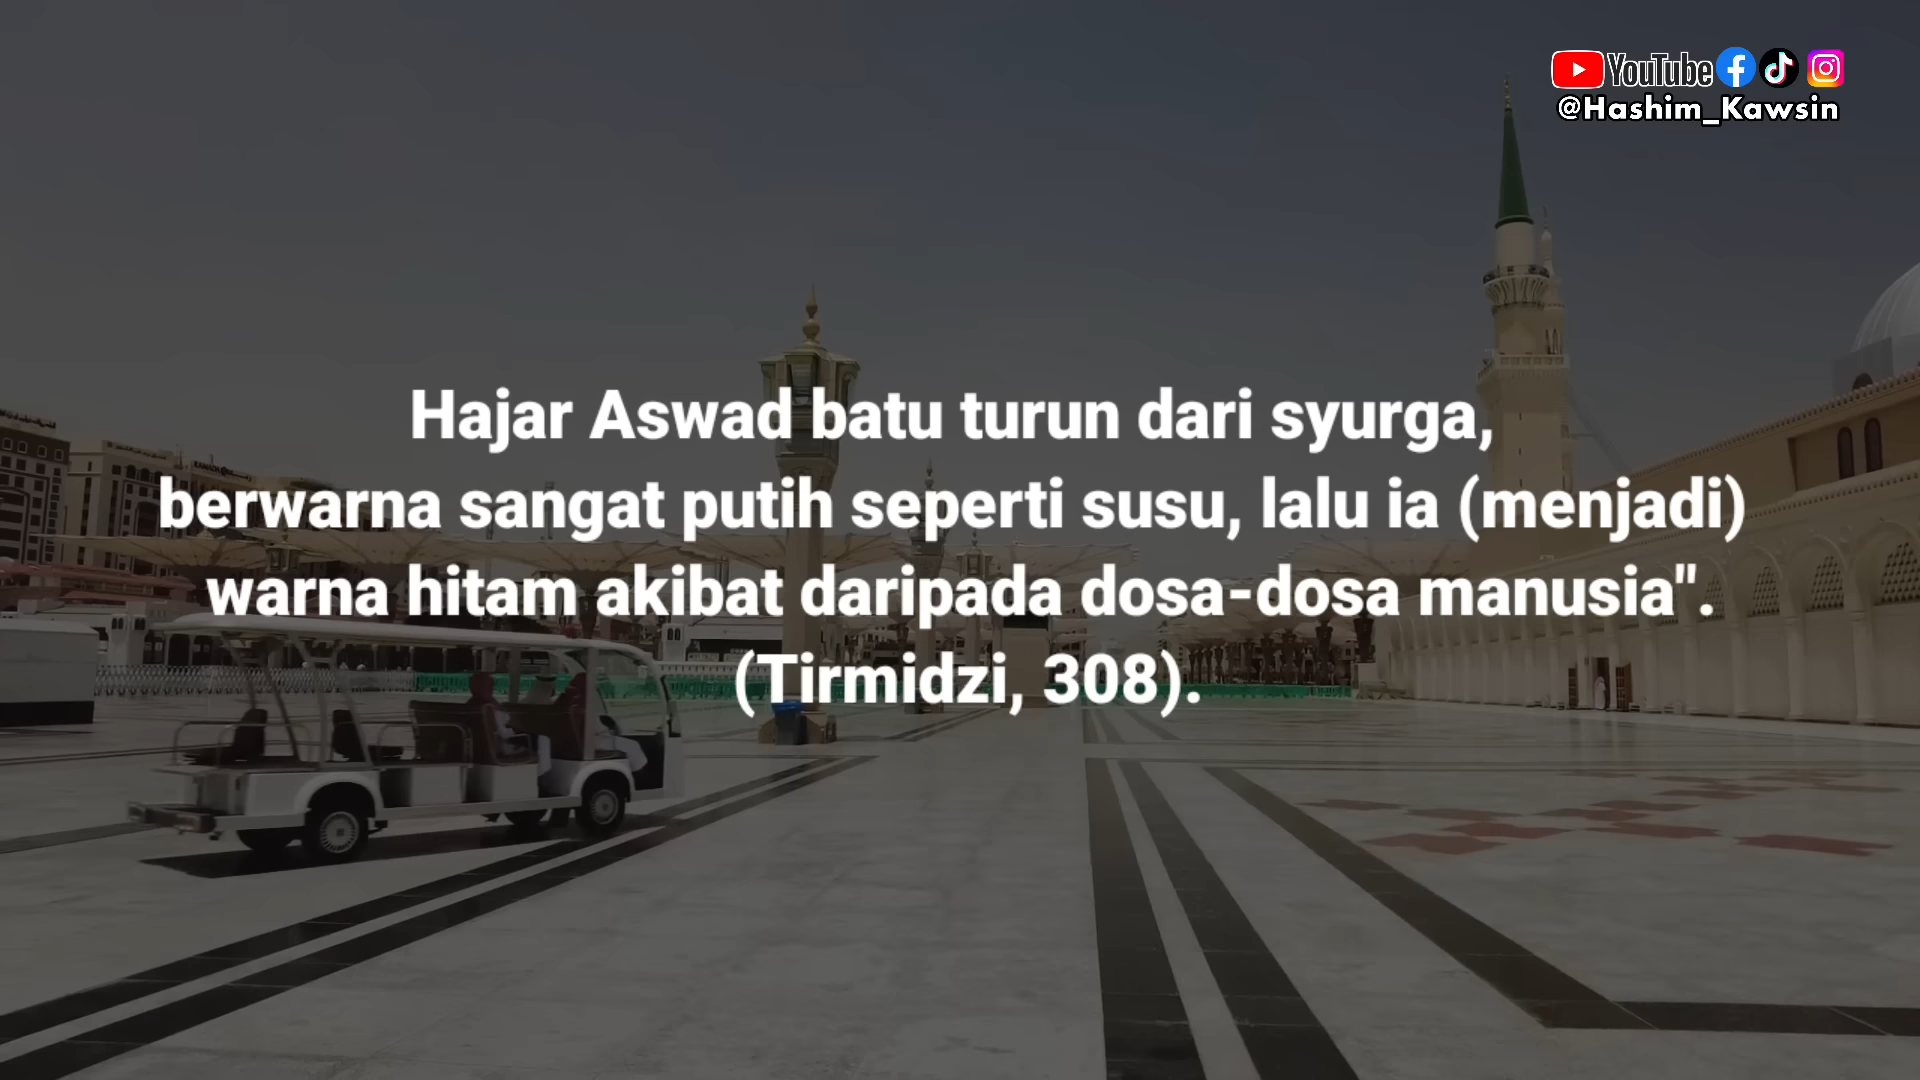 YouTube
@Hashim_Kawsin
Hajar Aswad batu turun dari syurga,
berwarna sangat putih seperti susu, lalu ia (menjadi)
warna hitam akibat daripada dosa-dosa manusia".
(Tirmidzi, 308).